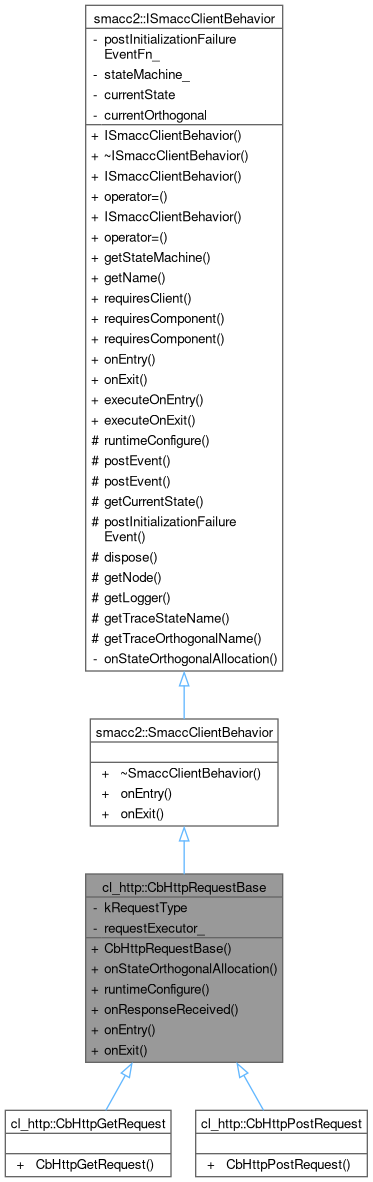 smacc2::ISmaccClientBehavior
- postInitializationFailure
EventFn_
- stateMachine_
- currentState
- currentOrthogonal
+ ISmaccClientBehavior()
+ ~ISmaccClientBehavior()
+ ISmaccClientBehavior()
+ operator=()
+ ISmaccClientBehavior()
+ operator=()
+ getStateMachine()
+ getName()
+ requiresClient()
+ requiresComponent()
+ requiresComponent()
+ onEntry()
+ onExit()
+ executeOnEntry()
+ executeOnExit()
# runtimeConfigure()
# postEvent()
# postEvent()
# getCurrentState()
# postInitializationFailure
Event()
# dispose()
# getNode()
# getLogger()
# getTraceStateName()
# getTraceOrthogonalName()
- onStateOrthogonalAllocation()
smacc2::SmaccClientBehavior
+ ~SmaccClientBehavior()
+ onEntry()
+ onExit()
cl_http::CbHttpRequestBase
- kRequestType
- requestExecutor_
+ CbHttpRequestBase()
+ onStateOrthogonalAllocation()
+ runtimeConfigure()
+ onResponseReceived()
+ onEntry()
+ onExit()
cl_http::CbHttpGetRequest
+ CbHttpGetRequest()
cl_http::CbHttpPostRequest
+ CbHttpPostRequest()